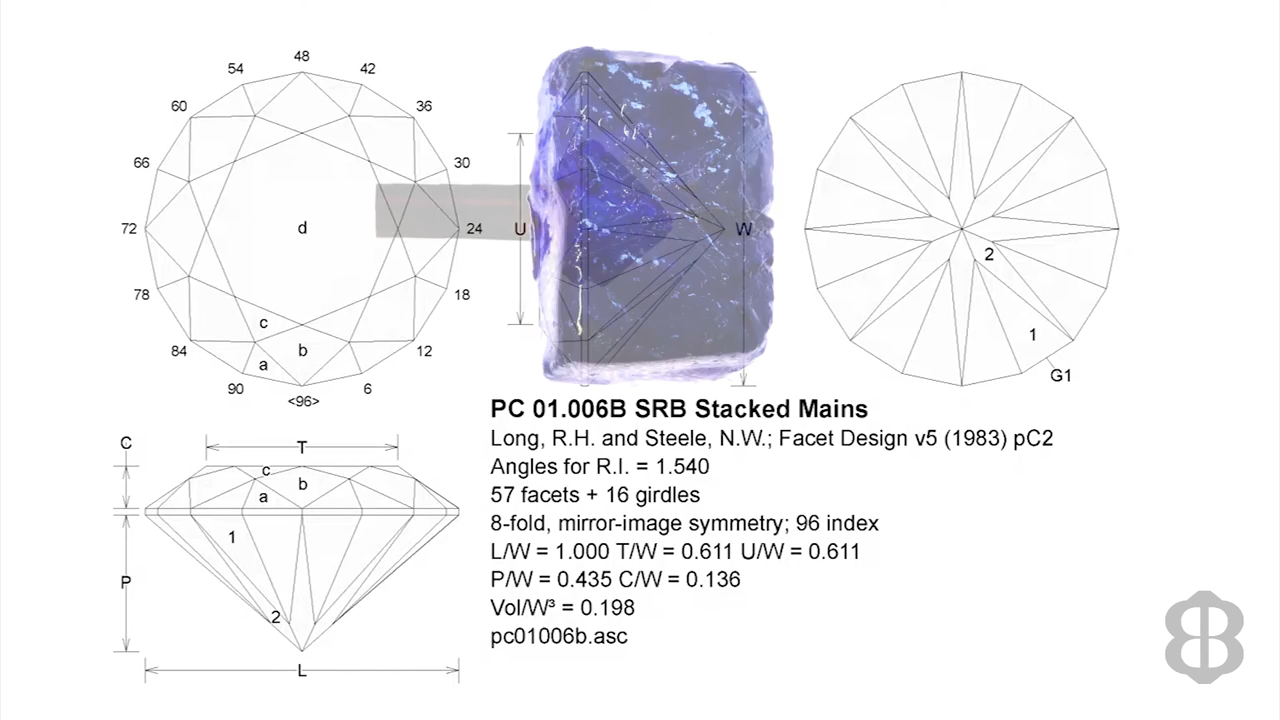 48
54
42
60
36
66
30
72
d
24
U
W
78
18
c
84
b
12
a
90
6
<96>
2
1
G1
C
T
c
b
a
1
P
2
L
PC 01.006B SRB Stacked Mains
Long, R.H. and Steele, N.W.; Facet Design v5 (1983) pC2
Angles for R.I. = 1.540
57 facets + 16 girdles
8-fold, mirror-image symmetry; 96 index
L/W = 1.000 T/W = 0.611 U/W = 0.611
P/W = 0.435 C/W = 0.136
Vol/W³ = 0.198
pc01006b.asc